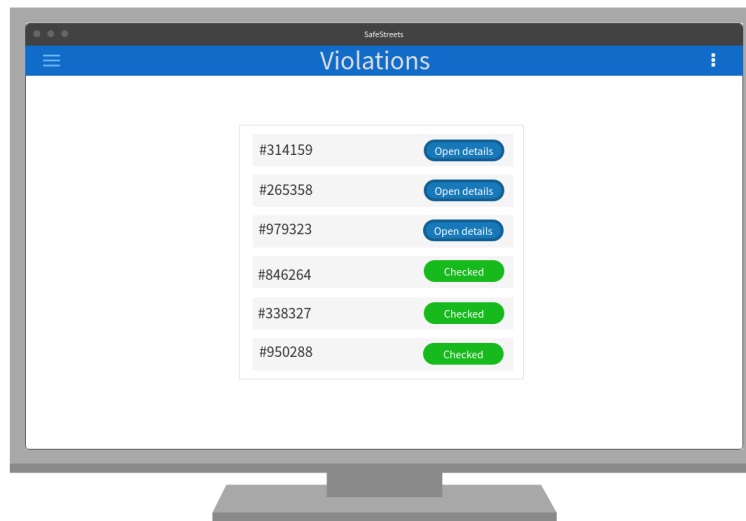 SafeStreets
Violations
#314159 Open details
#265358 Open details
#979323 Open details
#846264 Checked
#338327 Checked
#950288 Checked